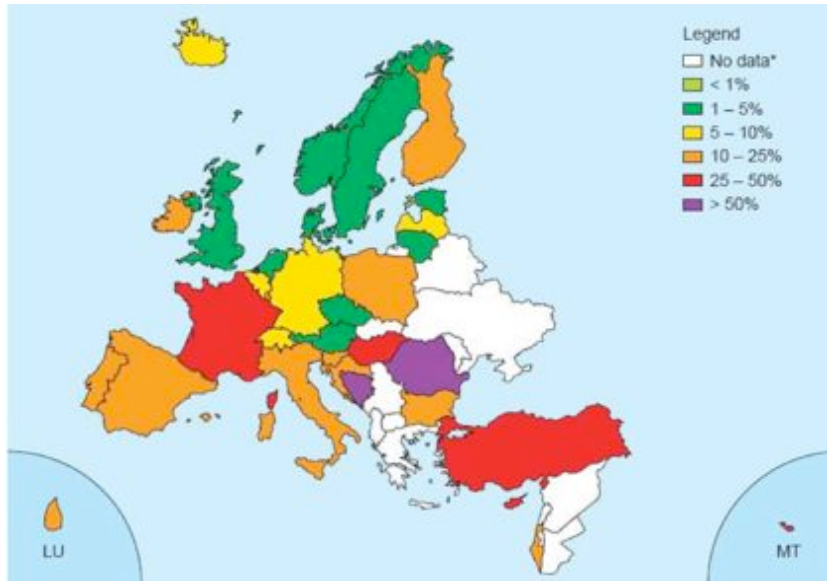 Legend
No data*
< 1%
1 – 5%
5 – 10%
10 – 25%
25 – 50%
> 50%
LU
MT